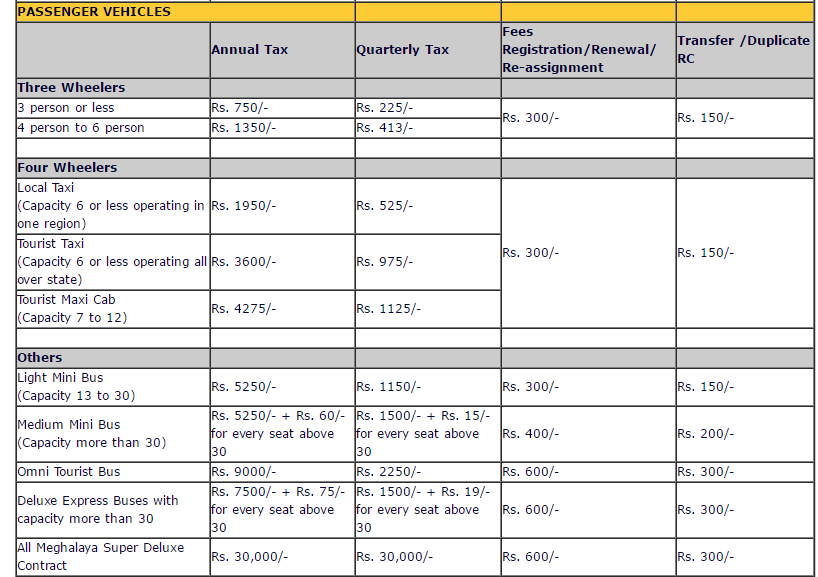 PASSENGER VEHICLES
Annual Tax
Quarterly Tax
Fees
Registration/Renewal/
Re-assignment
Transfer /Duplicate
RC
Three Wheelers
3 person or less
Rs. 750/-
Rs. 225/-
Rs. 300/-
Rs. 150/-
4 person to 6 person
Rs. 1350/-
Rs. 413/-
Four Wheelers
Local Taxi
(Capacity 6 or less operating in
one region)
Rs. 1950/-
Rs. 525/-
Rs. 300/-
Rs. 150/-
Tourist Taxi
(Capacity 6 or less operating all
over state)
Rs. 3600/-
Rs. 975/-
Tourist Maxi Cab
(Capacity 7 to 12)
Rs. 4275/-
Rs. 1125/-
Others
Light Mini Bus
(Capacity 13 to 30)
Rs. 5250/-
Rs. 1150/-
Rs. 300/-
Rs. 150/-
Medium Mini Bus
(Capacity more than 30)
Rs. 5250/- + Rs. 60/-
for every seat above
30
Rs. 1500/- + Rs. 15/-
for every seat above
30
Rs. 400/-
Rs. 200/-
Omni Tourist Bus
Rs. 9000/-
Rs. 2250/-
Rs. 600/-
Rs. 300/-
Deluxe Express Buses with
capacity more than 30
Rs. 7500/- + Rs. 75/-
for every seat above
30
Rs. 1500/- + Rs. 19/-
for every seat above
30
Rs. 600/-
Rs. 300/-
All Meghalaya Super Deluxe
Contract
Rs. 30,000/-
Rs. 30,000/-
Rs. 600/-
Rs. 300/-